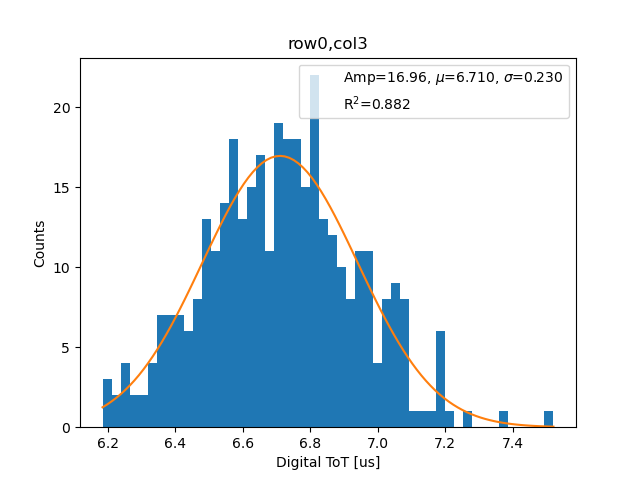 row0,col3
Amp=16.96, μ=6.710, σ=0.230
R²=0.882
Counts
20
15
10
5
0
6.2 6.4 6.6 6.8 7.0 7.2 7.4
Digital ToT [us]